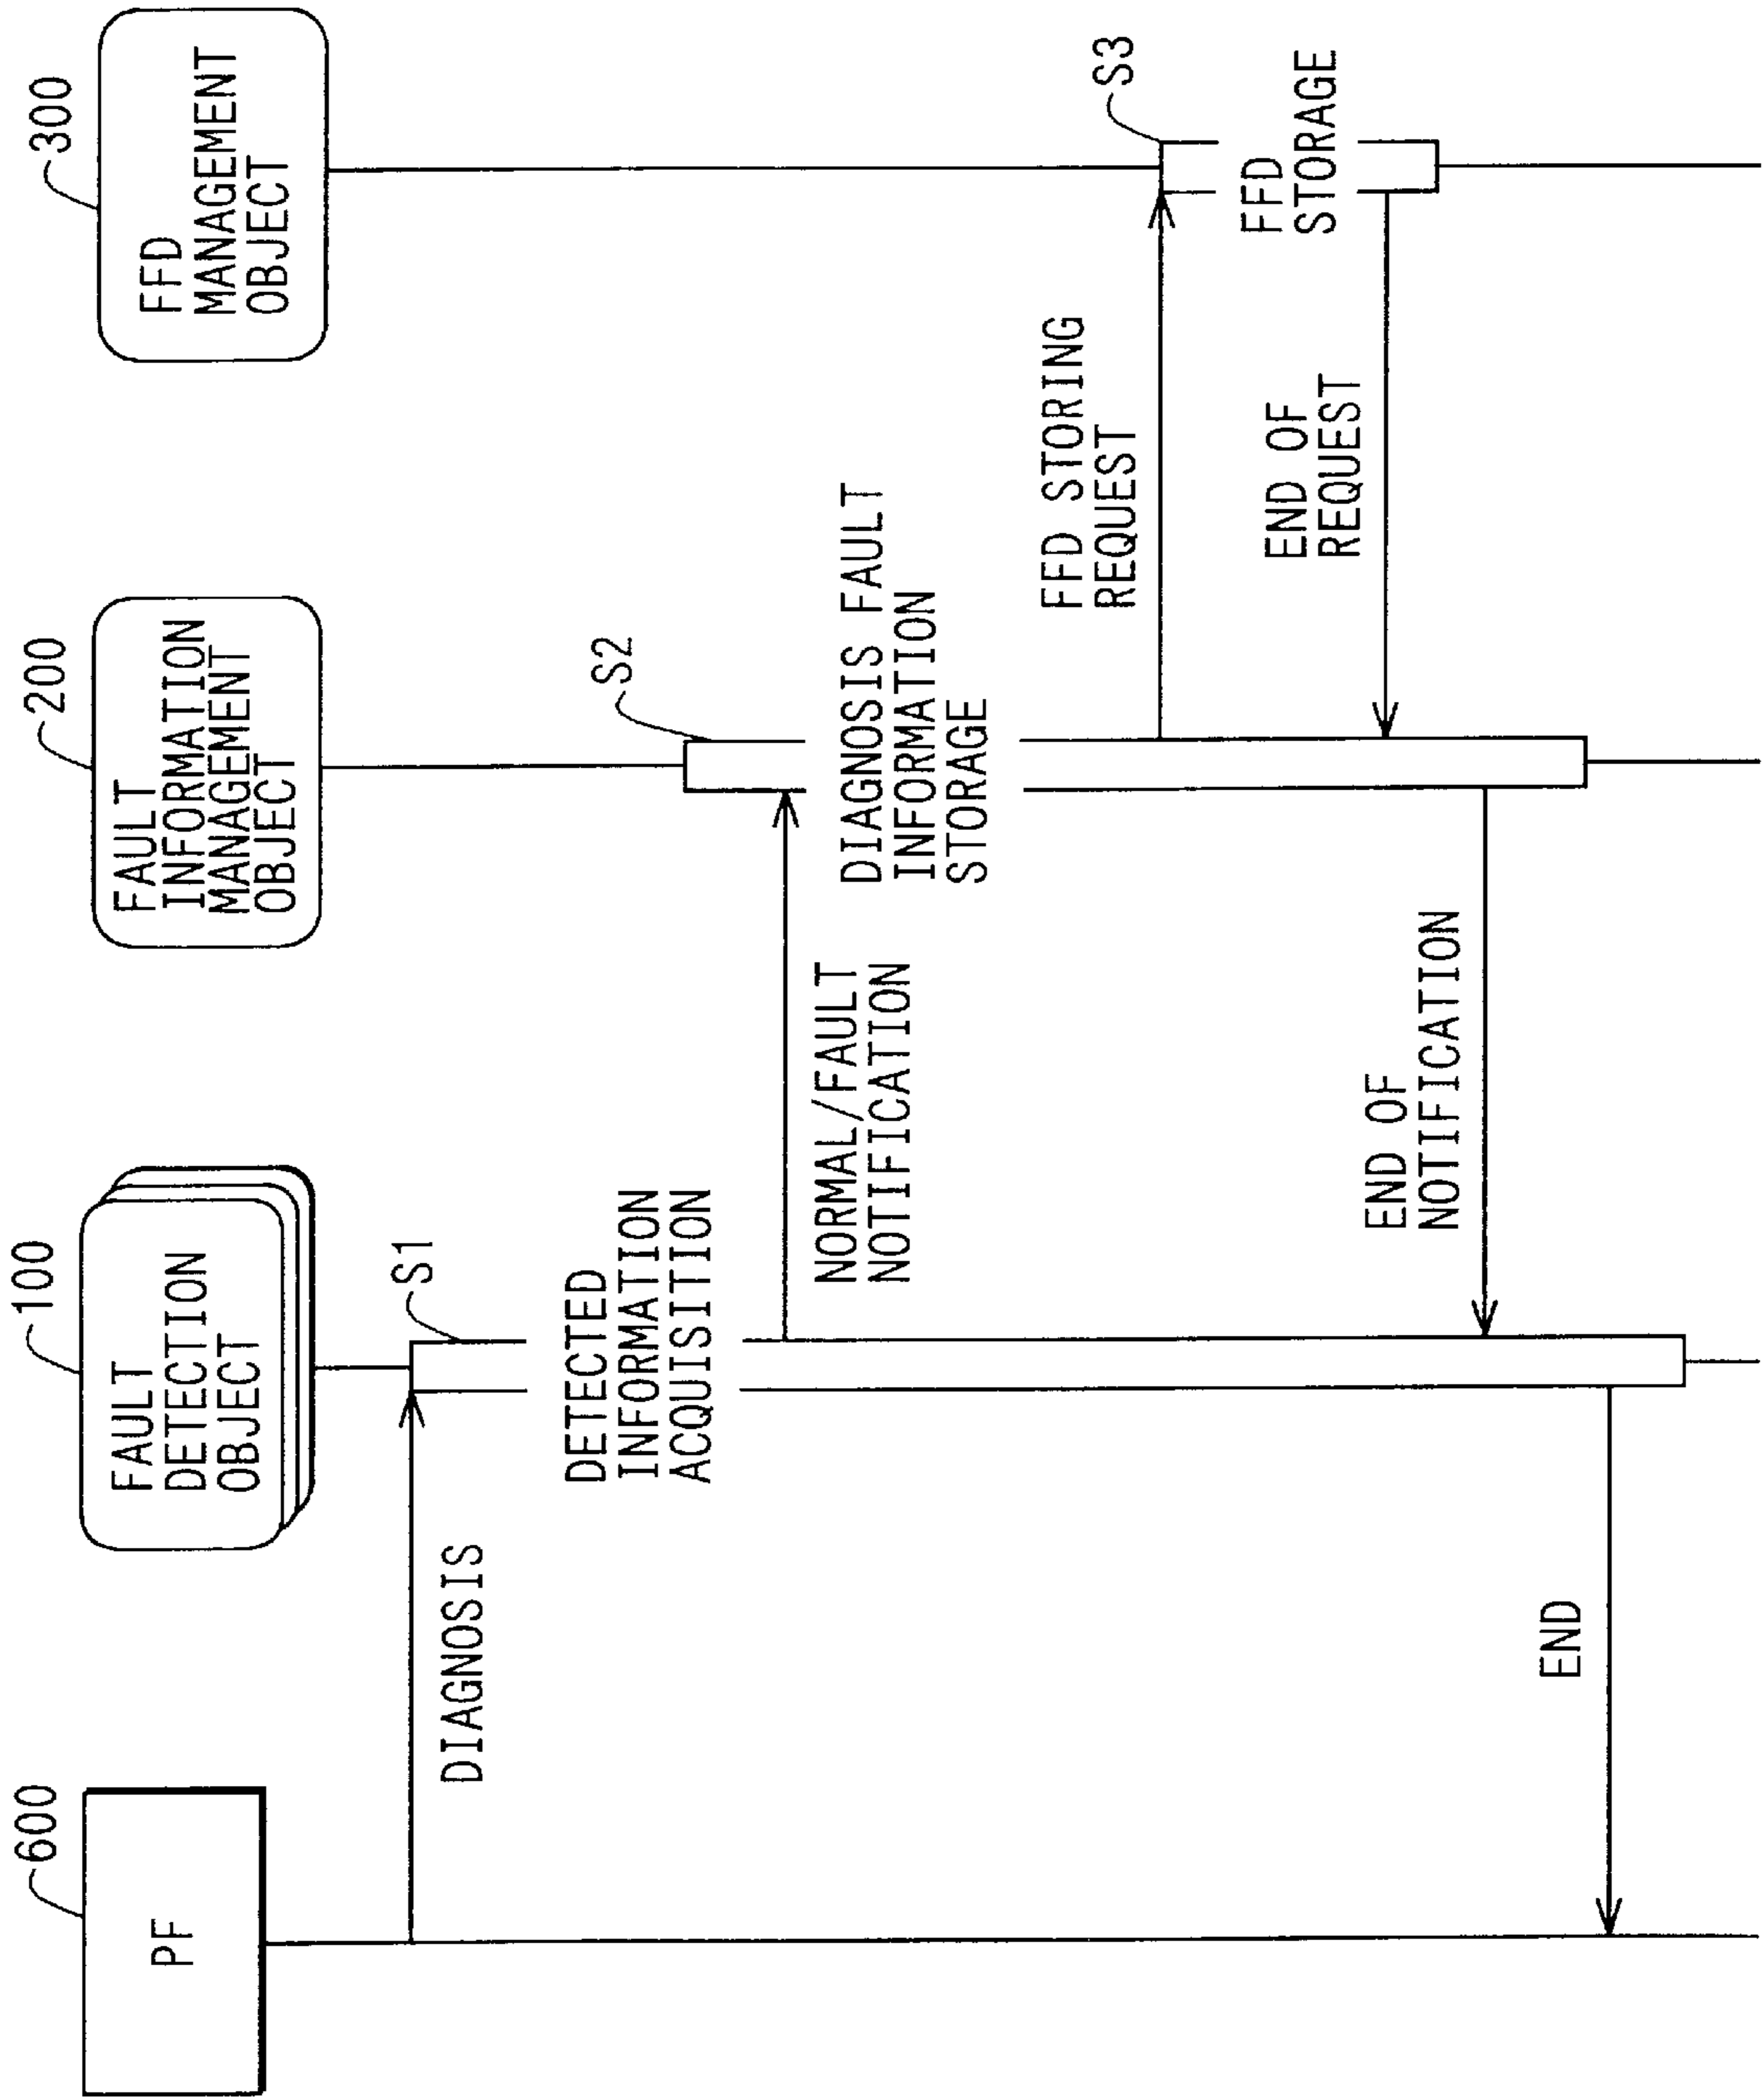 600
PF
100
FAULT
DETECTION
OBJECT
200
FAULT
INFORMATION
MANAGEMENT
OBJECT
300
FFD
MANAGEMENT
OBJECT
DIAGNOSIS
S1
DETECTED
INFORMATION
ACQUISITION
S2
NORMAL/FAULT
NOTIFICATION
DIAGNOSIS FAULT
INFORMATION
STORAGE
FFD STORING
REQUEST
S3
FFD
STORAGE
END OF
REQUEST
END OF
NOTIFICATION
END